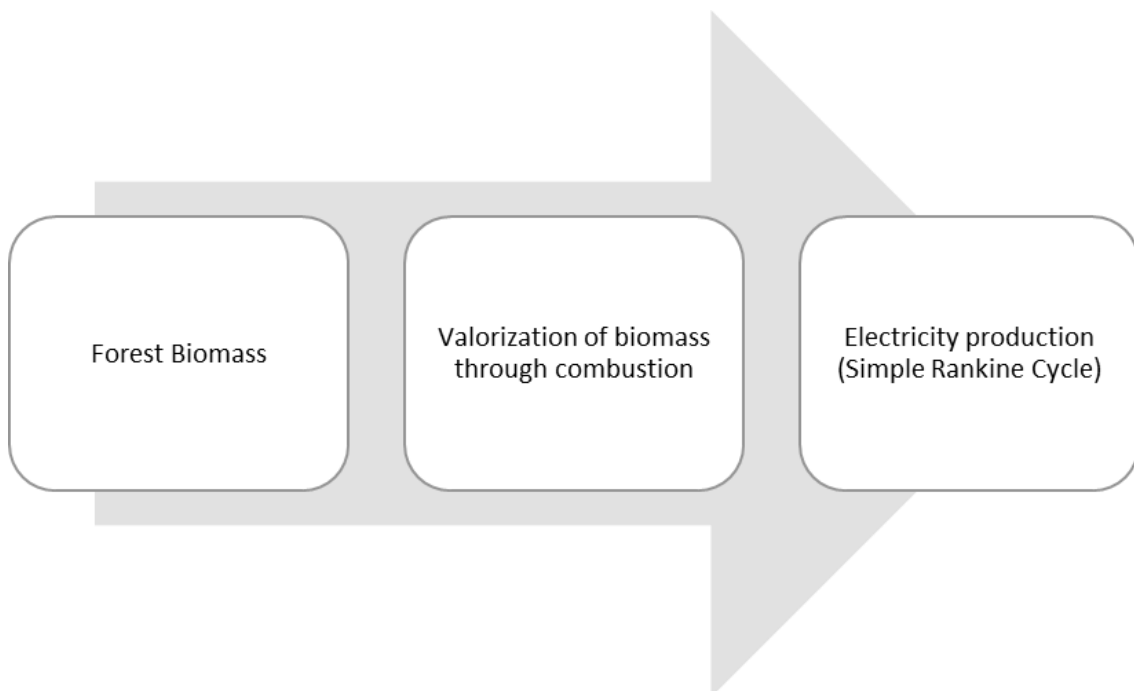 Forest Biomass
Valorization of biomass
through combustion
Electricity production
(Simple Rankine Cycle)